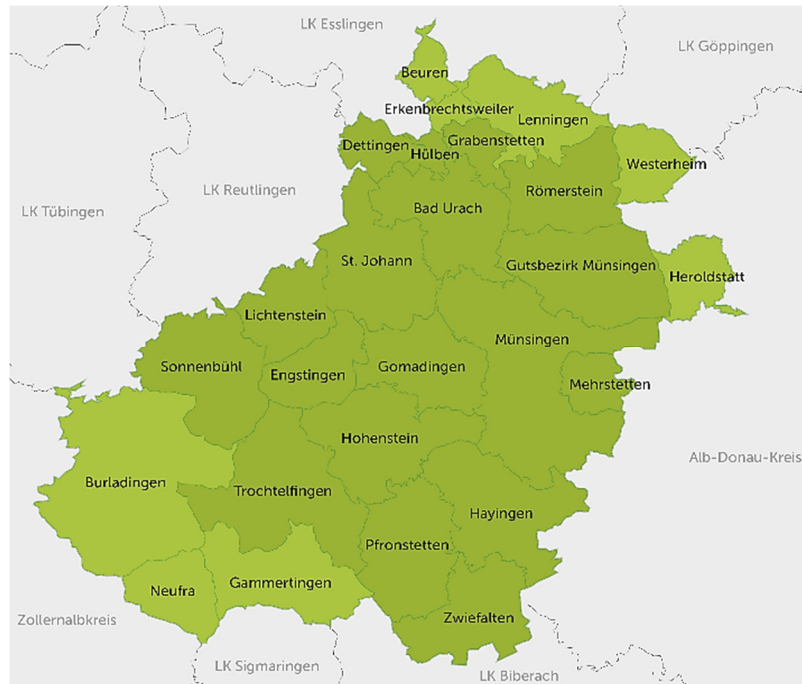 LK Esslingen
LK Göppingen
Beuren
Erkenbrechtsweiler
Lenningen
Grabenstetten
Dettingen
Hülben
Westerheim
LK Reutlingen
Römerstein
LK Tübingen
Bad Urach
St. Johann
Gutsbezirk Münsingen
Heroldstatt
Lichtenstein
Münsingen
Sonnenbühl
Engstingen
Gomadingen
Mehrstetten
Hohenstein
Alb-Donau-Kreis
Burladingen
Trochtelfingen
Hayingen
Pfronstetten
Neufra
Gammertingen
Zollernalbkreis
Zwiefalten
LK Sigmaringen
LK Biberach